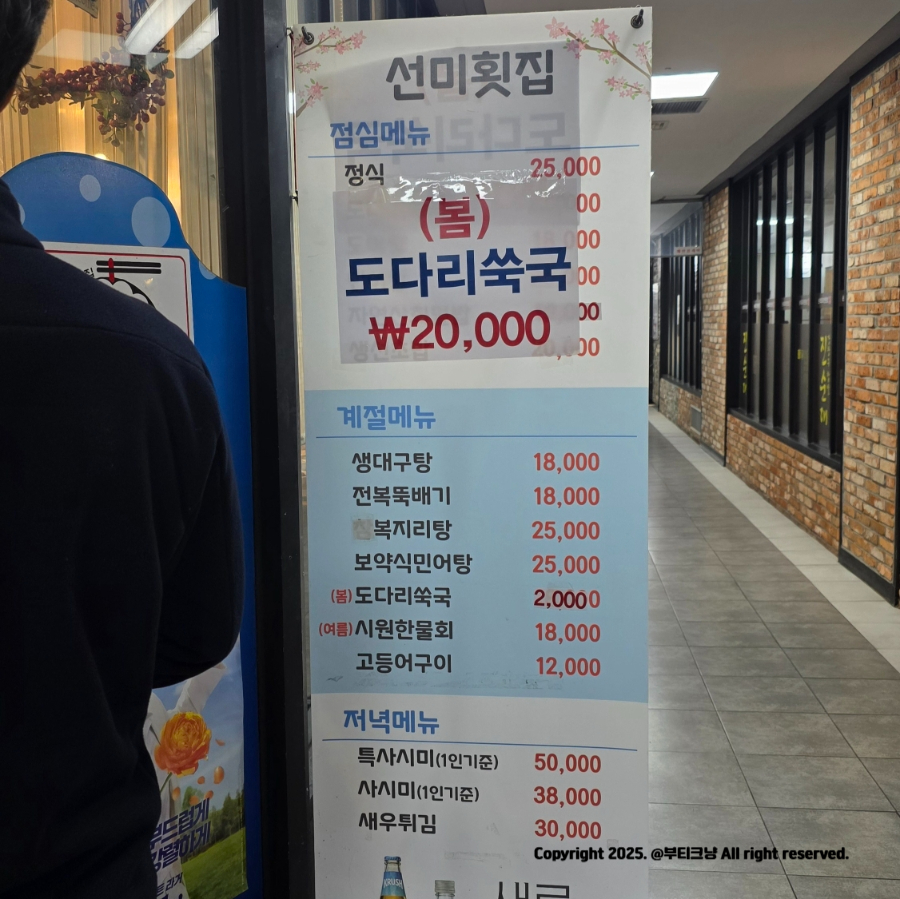 선미횟집
점심메뉴
정식 25,000
(봄)
도다리쑥국
₩20,000
계절메뉴
생대구탕 18,000
전복뚝배기 18,000
복지리탕 25,000
보약식민어탕 25,000
(봄)도다리쑥국 2,0000
(여름)시원한물회 18,000
고등어구이 12,000
저녁메뉴
특사시미(1인기준) 50,000
사시미(1인기준) 38,000
새우튀김 30,000
Copyright 2025. @부티크냥 All right reserved.
KRUSH
새로